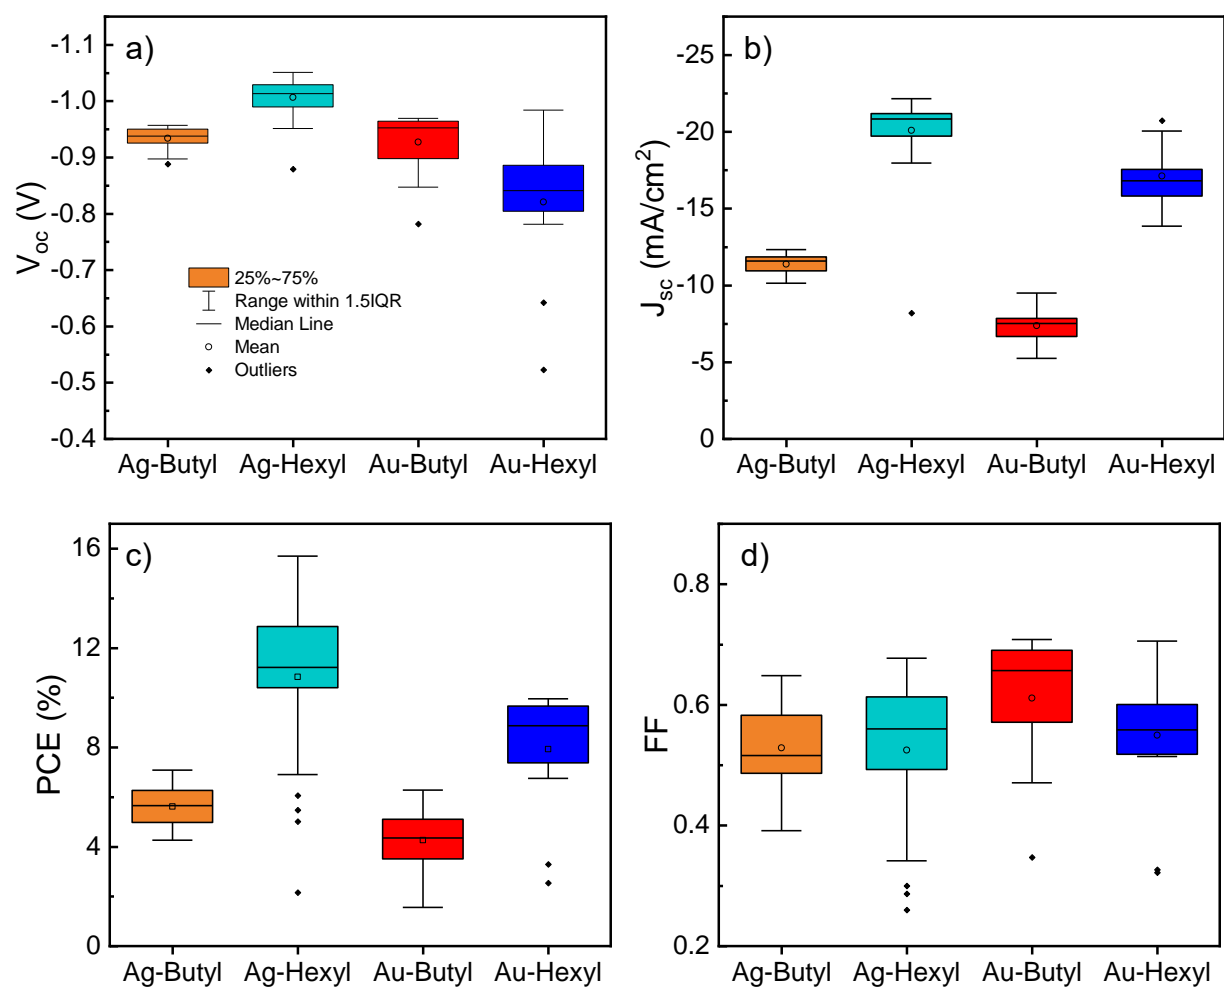 a)
V_oc (V)
-1.1
-1.0
-0.9
-0.8
-0.7
-0.6
-0.5
-0.4
25%~75%
Range within 1.5IQR
Median Line
Mean
Outliers
Ag-Butyl Ag-Hexyl Au-Butyl Au-Hexyl
b)
J_sc (mA/cm²)
-25
-20
-15
-10
-5
0
Ag-Butyl Ag-Hexyl Au-Butyl Au-Hexyl
c)
PCE (%)
16
12
8
4
0
Ag-Butyl Ag-Hexyl Au-Butyl Au-Hexyl
d)
FF
0.8
0.6
0.4
0.2
Ag-Butyl Ag-Hexyl Au-Butyl Au-Hexyl